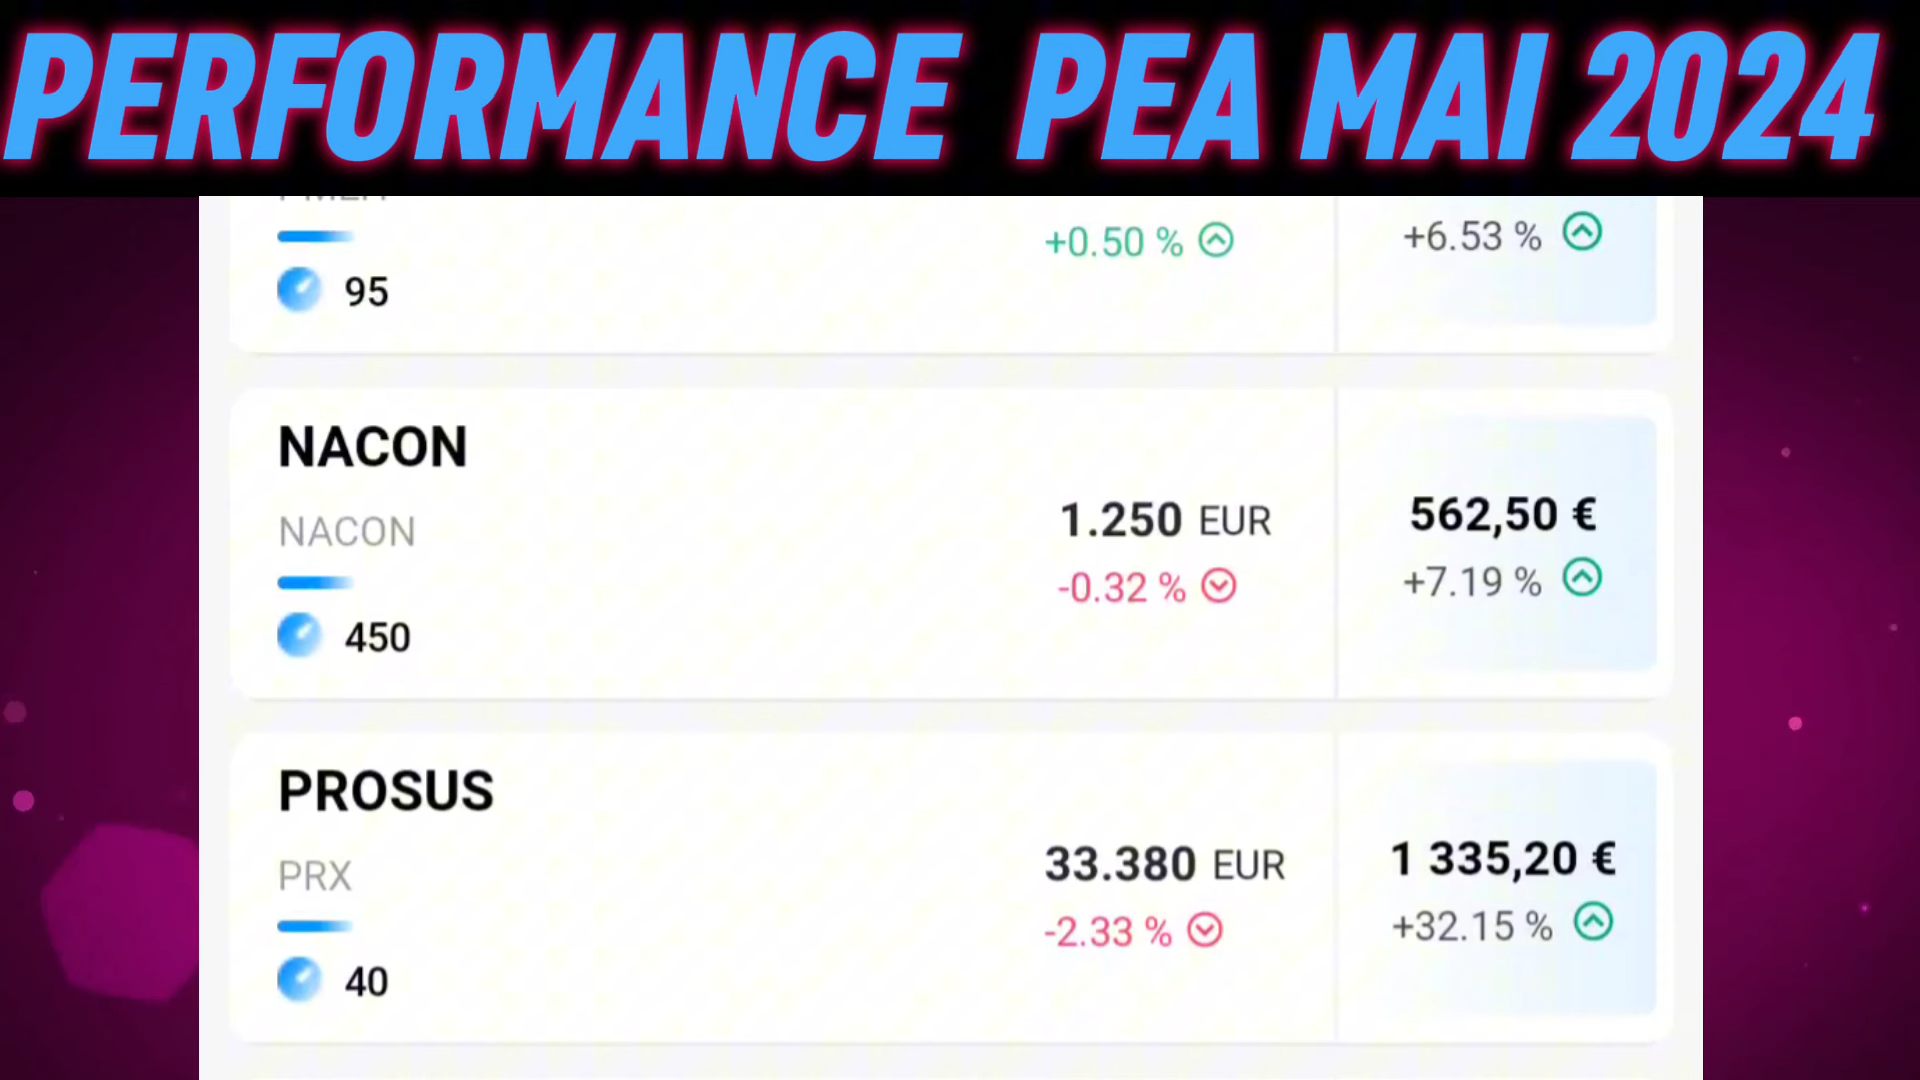 PERFORMANCE PEA MAI 2024
+0.50 %
+6.53 %
95
NACON
NACON
1.250 EUR
562,50 €
-0.32 %
+7.19 %
450
PROSUS
PRX
33.380 EUR
1 335,20 €
-2.33 %
+32.15 %
40